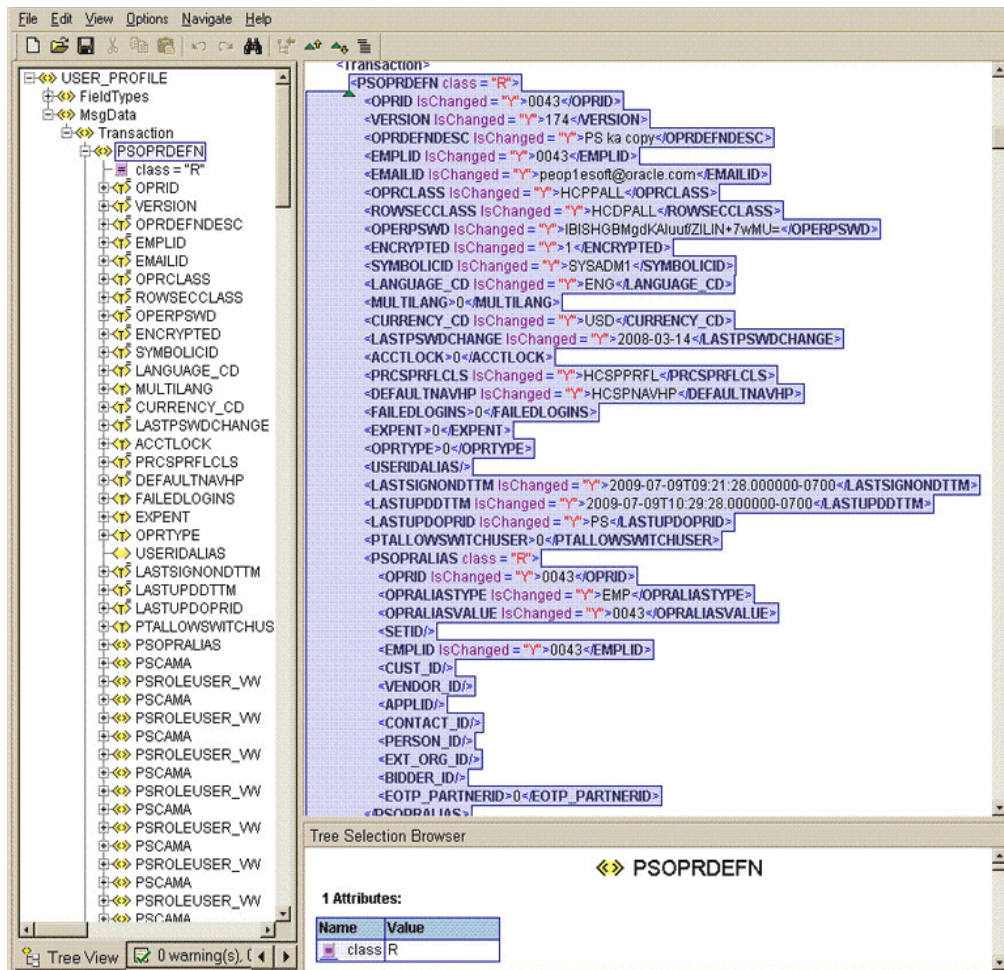 File Edit View Options Navigate Help
USER_PROFILE
FieldTypes
MsgData
Transaction
PSOPRDEFN
class = "R"
OPRID
VERSION
OPRDEFNDESC
EMPLID
EMAILID
OPRCLASS
ROWSECCLASS
OPERPSWD
ENCRYPTED
SYMBOLICID
LANGUAGE_CD
MULTILANG
CURRENCY_CD
LASTPSWDCHANGE
ACCTLOCK
PRCSPRFLCLS
DEFAULTNAVHP
FAILEDLOGINS
EXPENT
OPRTYPE
USERIDALIAS
LASTSIGNONDTTM
LASTUPDDTTM
LASTUPDOPRID
PTALLOWSWITCHUS
PSOPRALIAS
PSCAMA
PSROLEUSER_VW
PSCAMA
PSROLEUSER_VW
PSCAMA
PSROLEUSER_VW
PSCAMA
PSROLEUSER_VW
PSCAMA
PSROLEUSER_VW
PSCAMA
PSROLEUSER_VW
PSCAMA
PSROLEUSER_VW
PSCAMA
Tree View 0 warning(s), 0
<Transaction>
<PSOPRDEFN class = "R">
<OPRID IsChanged = "Y">0043</OPRID>
<VERSION IsChanged = "Y">174</VERSION>
<OPRDEFNDESC IsChanged = "Y">PS ka copy</OPRDEFNDESC>
<EMPLID IsChanged = "Y">0043</EMPLID>
<EMAILID IsChanged = "Y">peop1esoft@oracle.com</EMAILID>
<OPRCLASS IsChanged = "Y">HCPPALL</OPRCLASS>
<ROWSECCLASS IsChanged = "Y">HCDPALL</ROWSECCLASS>
<OPERPSWD IsChanged = "Y">IBISHGBMgdKAluuf/ZILIN+7wMU=</OPERPSWD>
<ENCRYPTED IsChanged = "Y">1</ENCRYPTED>
<SYMBOLICID IsChanged = "Y">SYSADM1</SYMBOLICID>
<LANGUAGE_CD IsChanged = "Y">ENG</LANGUAGE_CD>
<MULTILANG>0</MULTILANG>
<CURRENCY_CD IsChanged = "Y">USD</CURRENCY_CD>
<LASTPSWDCHANGE IsChanged = "Y">2008-03-14</LASTPSWDCHANGE>
<ACCTLOCK>0</ACCTLOCK>
<PRCSPRFLCLS IsChanged = "Y">HCSPPRFL</PRCSPRFLCLS>
<DEFAULTNAVHP IsChanged = "Y">HCSPNAVHP</DEFAULTNAVHP>
<FAILEDLOGINS>0</FAILEDLOGINS>
<EXPENT>0</EXPENT>
<OPRTYPE>0</OPRTYPE>
<USERIDALIAS/>
<LASTSIGNONDTTM IsChanged = "Y">2009-07-09T09:21:28.000000-0700</LASTSIGNONDTTM>
<LASTUPDDTTM IsChanged = "Y">2009-07-09T10:29:28.000000-0700</LASTUPDDTTM>
<LASTUPDOPRID IsChanged = "Y">PS</LASTUPDOPRID>
<PTALLOWSWITCHUSER>0</PTALLOWSWITCHUSER>
<PSOPRALIAS class = "R">
<OPRID IsChanged = "Y">0043</OPRID>
<OPRALIASTYPE IsChanged = "Y">EMP</OPRALIASTYPE>
<OPRALIASVALUE IsChanged = "Y">0043</OPRALIASVALUE>
<SETID/>
<EMPLID IsChanged = "Y">0043</EMPLID>
<CUST_ID/>
<VENDOR_ID/>
<APPLID/>
<CONTACT_ID/>
<PERSON_ID/>
<EXT_ORG_ID/>
<BIDDER_ID/>
<EOTP_PARTNERID>0</EOTP_PARTNERID>
</PSOPRALIAS>
Tree Selection Browser
PSOPRDEFN
1 Attributes:
Name Value
class R